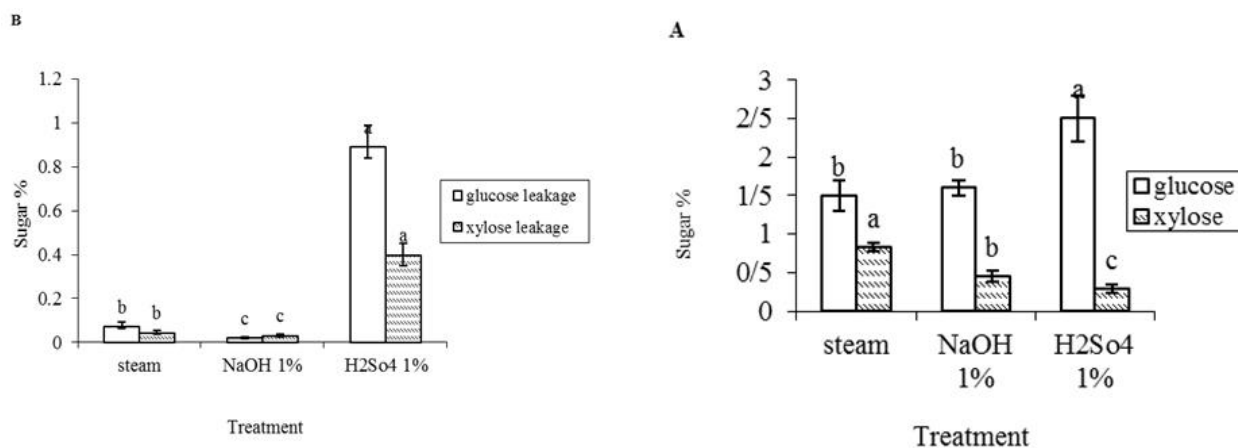 B
1.2
1
0.8
0.6
0.4
0.2
0
Sugar %
a
a
b b
c c
steam NaOH 1% H2So4 1%
Treatment
glucose leakage
xylose leakage
A
3
2/5
2
1/5
1
0/5
0
Sugar %
a
b b
a
b
c
steam NaOH H2So4
1% 1%
Treatment
glucose
xylose